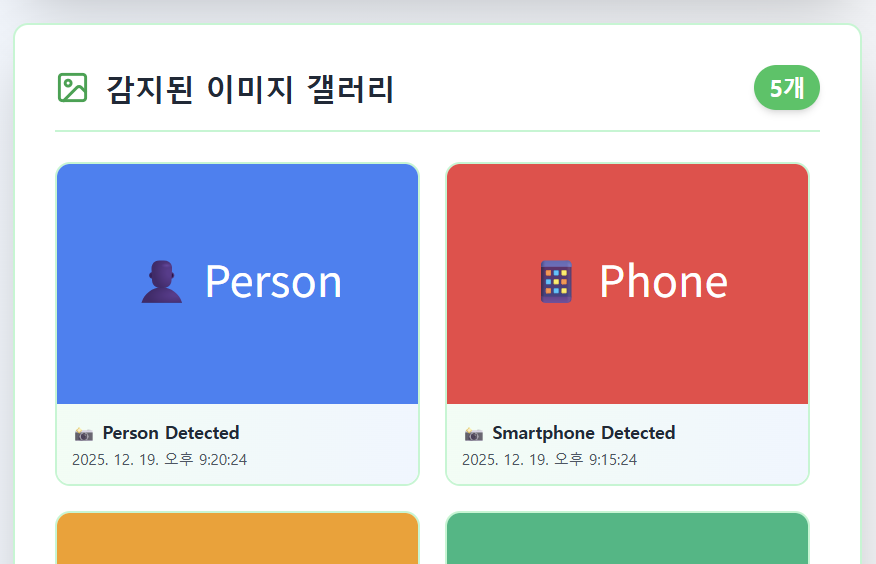 감지된 이미지 갤러리
5개
Person
Phone
Person Detected
2025. 12. 19. 오후 9:20:24
Smartphone Detected
2025. 12. 19. 오후 9:15:24